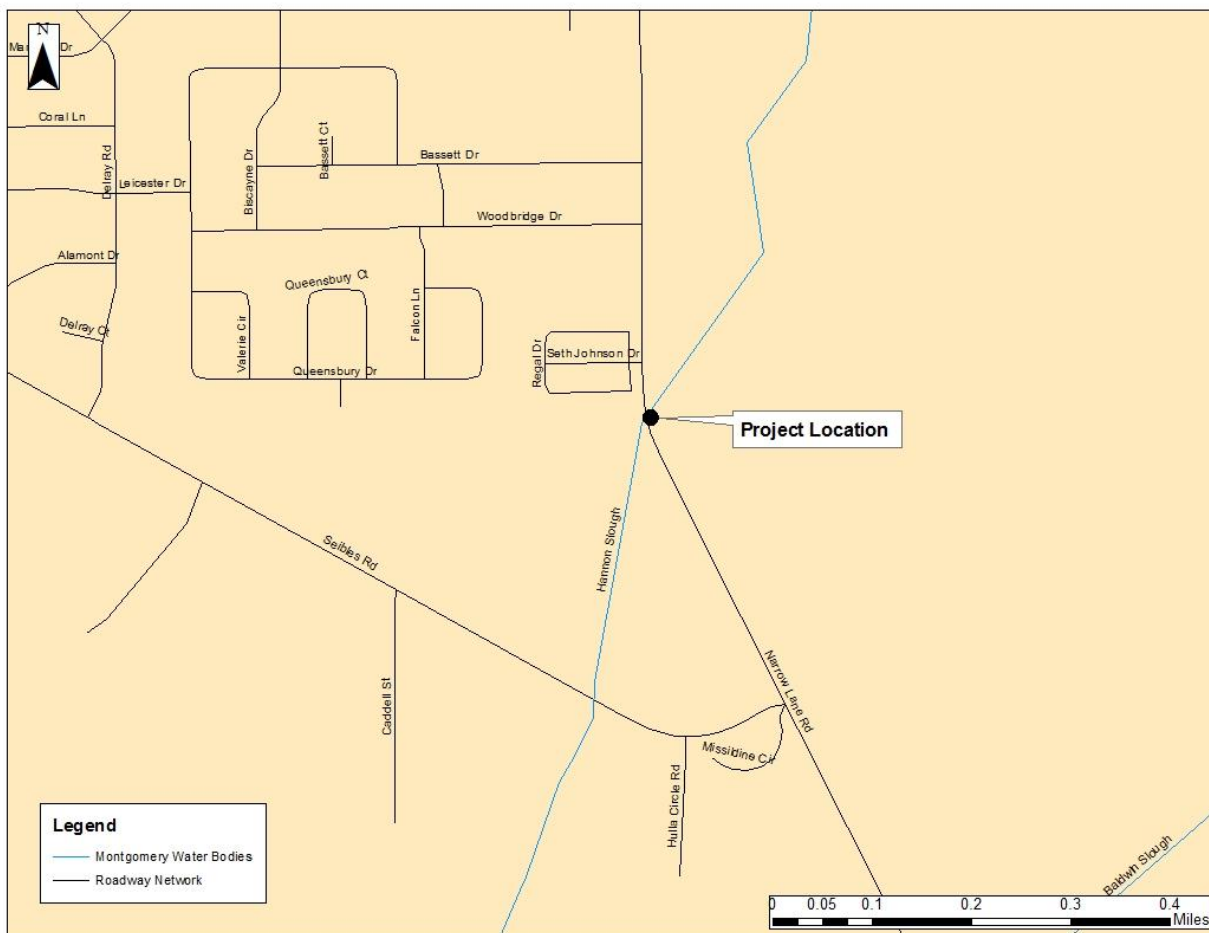 N
Ma
Dr
Coral Ln
Delray Rd
Leicester Dr
Biscayne Dr
Bassett Ct
Bassett Dr
Woodbridge Dr
Alamont Dr
Queensbury Ct
Delray Ct
Valerie Cir
Falcon Ln
Queensbury Dr
Regal Dr
Seth Johnson Dr
Project Location
Hannon Slough
Seibles Rd
Caddell St
Narrow Lane Rd
Missildine Cir
Hulla Circle Rd
Baldwin Slough
Legend
Montgomery Water Bodies
Roadway Network
0 0.05 0.1 0.2 0.3 0.4
Miles